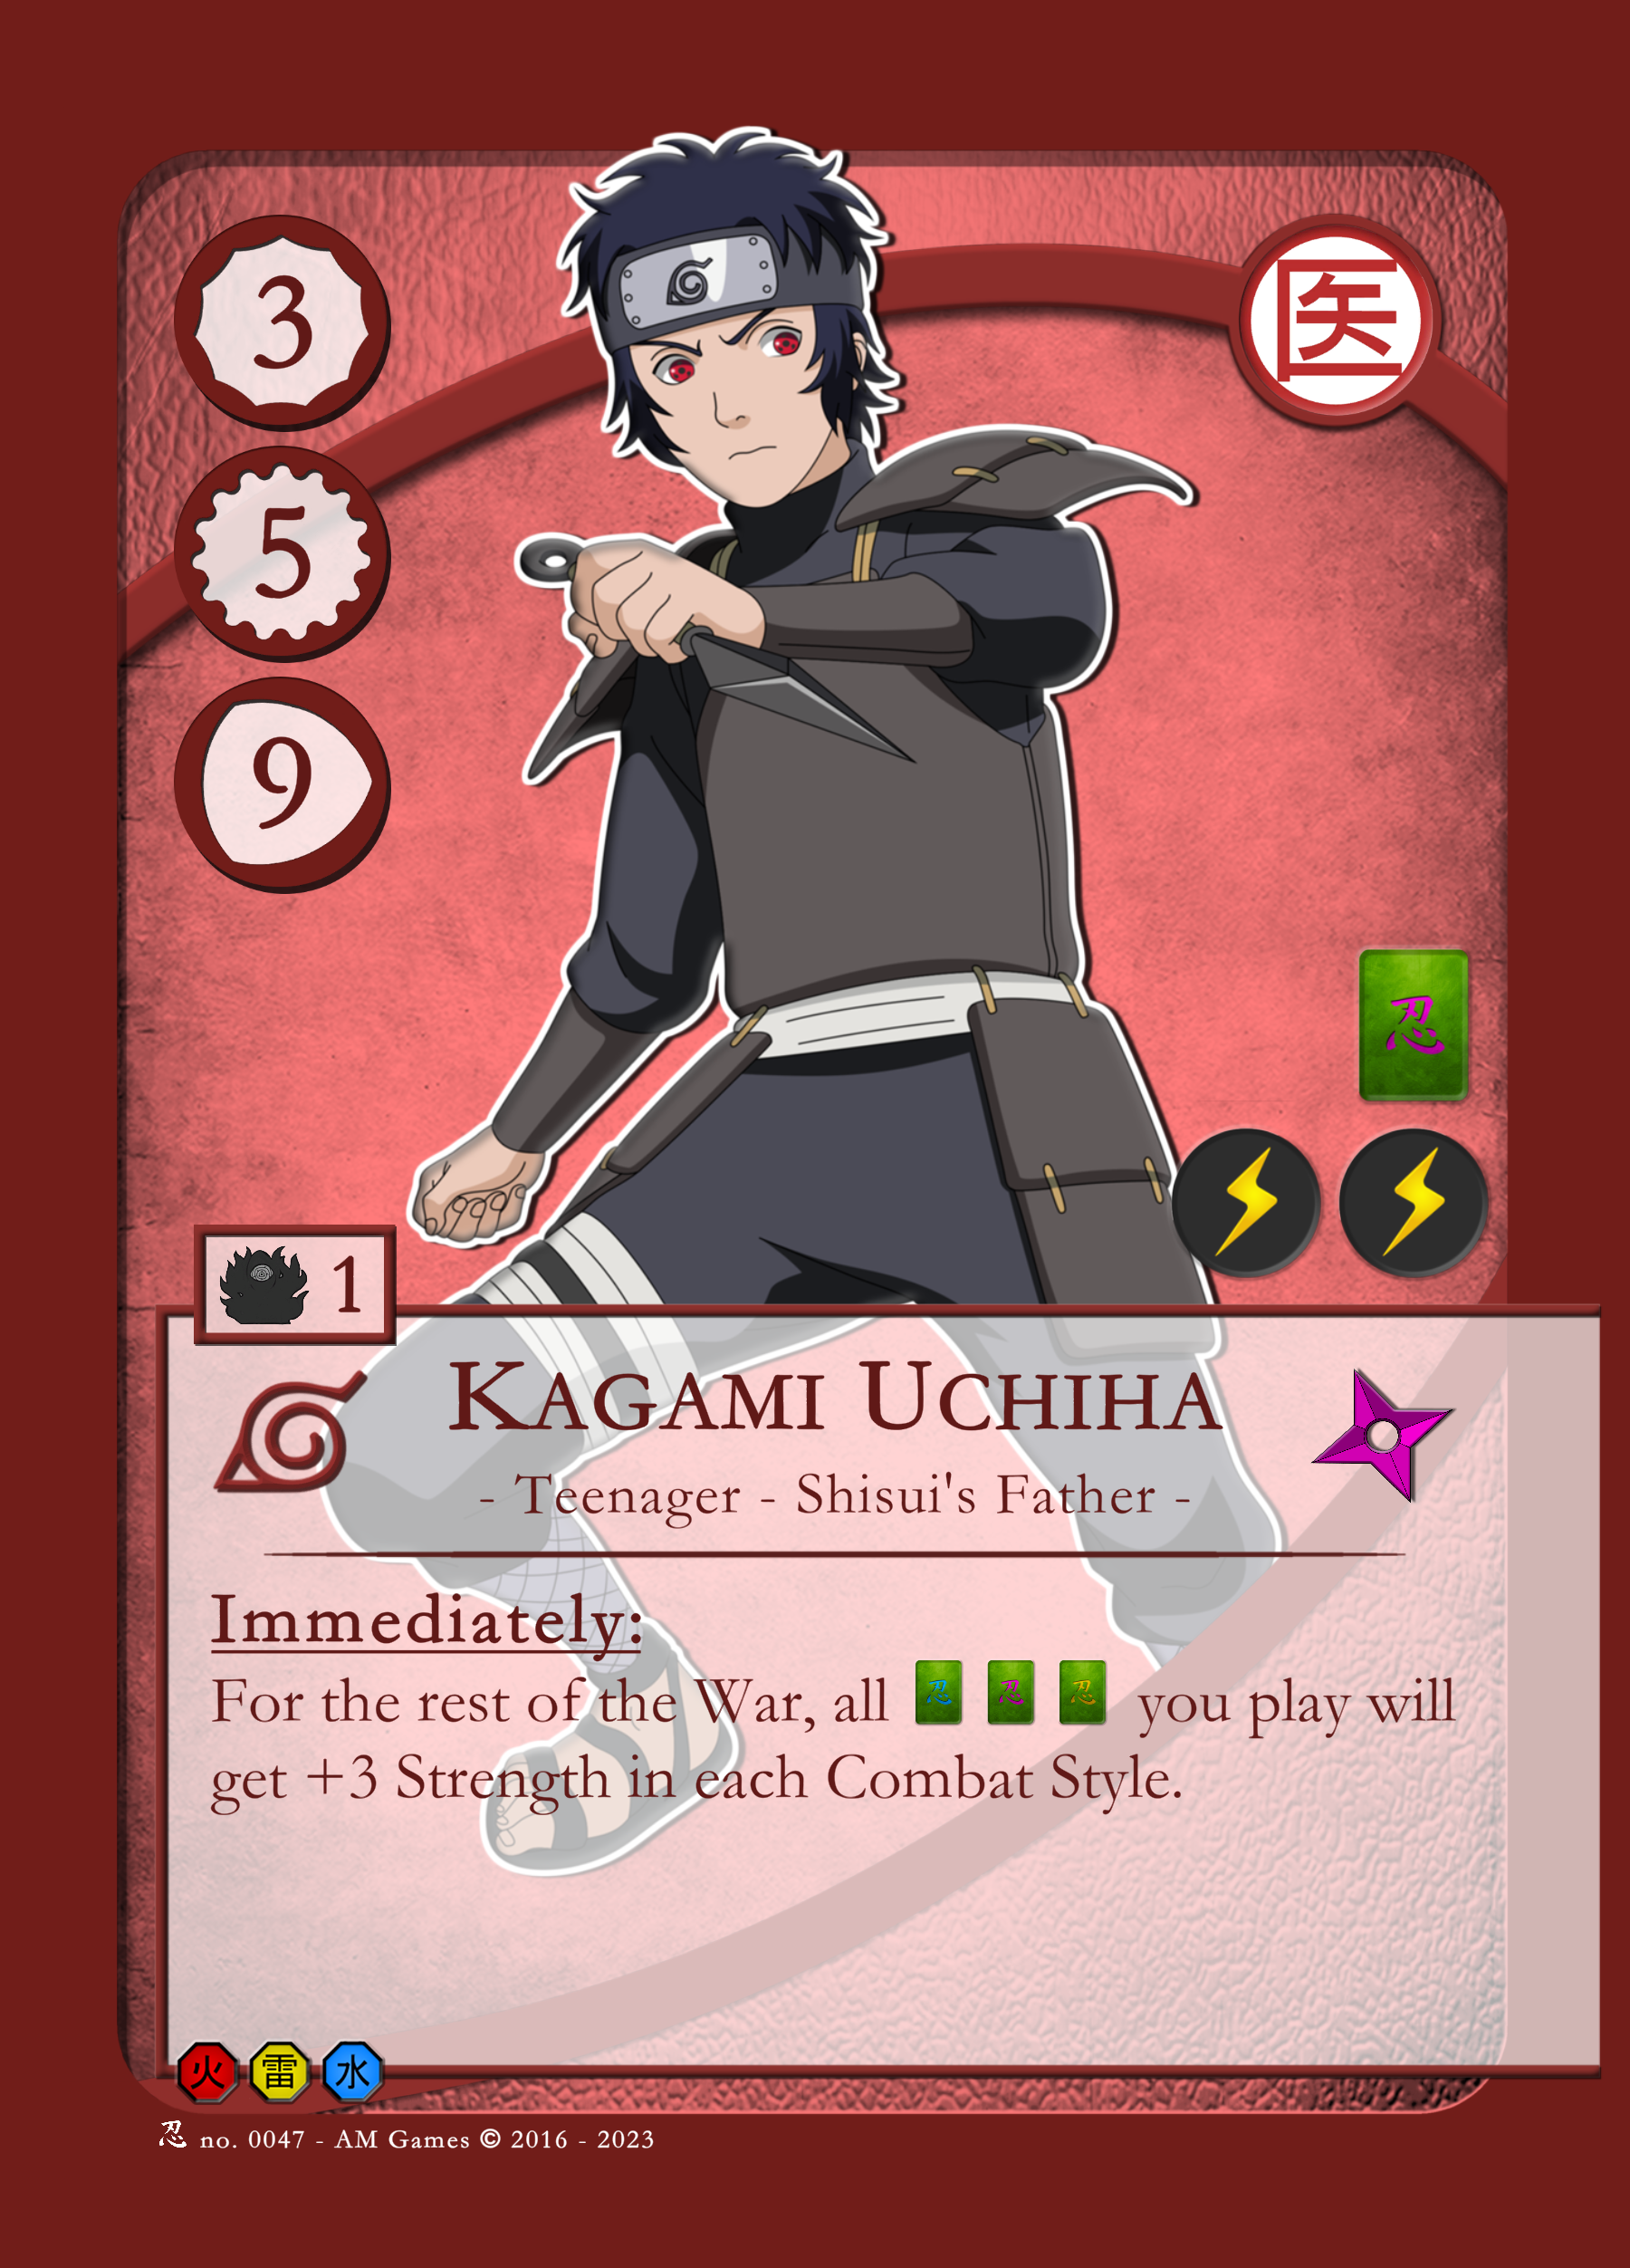 3
医
5
9
忍
1
KAGAMI UCHIHA
- Teenager - Shisui's Father -
Immediately:
For the rest of the War, all 忍 忍 忍 you play will
get +3 Strength in each Combat Style.
火 雷 水
忍 no. 0047 - AM Games © 2016 - 2023